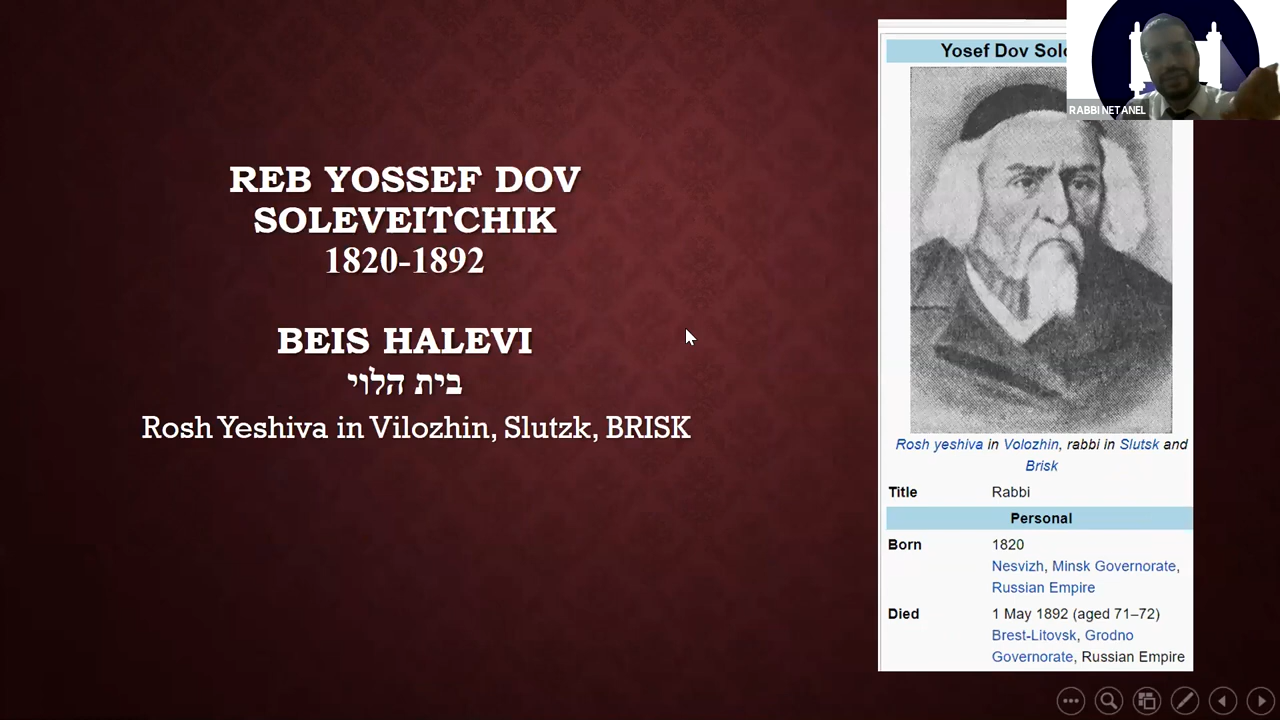 REB YOSSEF DOV
SOLEVEITCHIK
1820-1892
BEIS HALEVI
בית הלוי
Rosh Yeshiva in Vilozhin, Slutzk, BRISK
Yosef Dov
RABBI NETANEL
Rosh yeshiva in Volozhin, rabbi in Slutsk and
Brisk
Title Rabbi
Personal
Born 1820
Nesvizh, Minsk Governorate,
Russian Empire
Died 1 May 1892 (aged 71–72)
Brest-Litovsk, Grodno
Governorate, Russian Empire